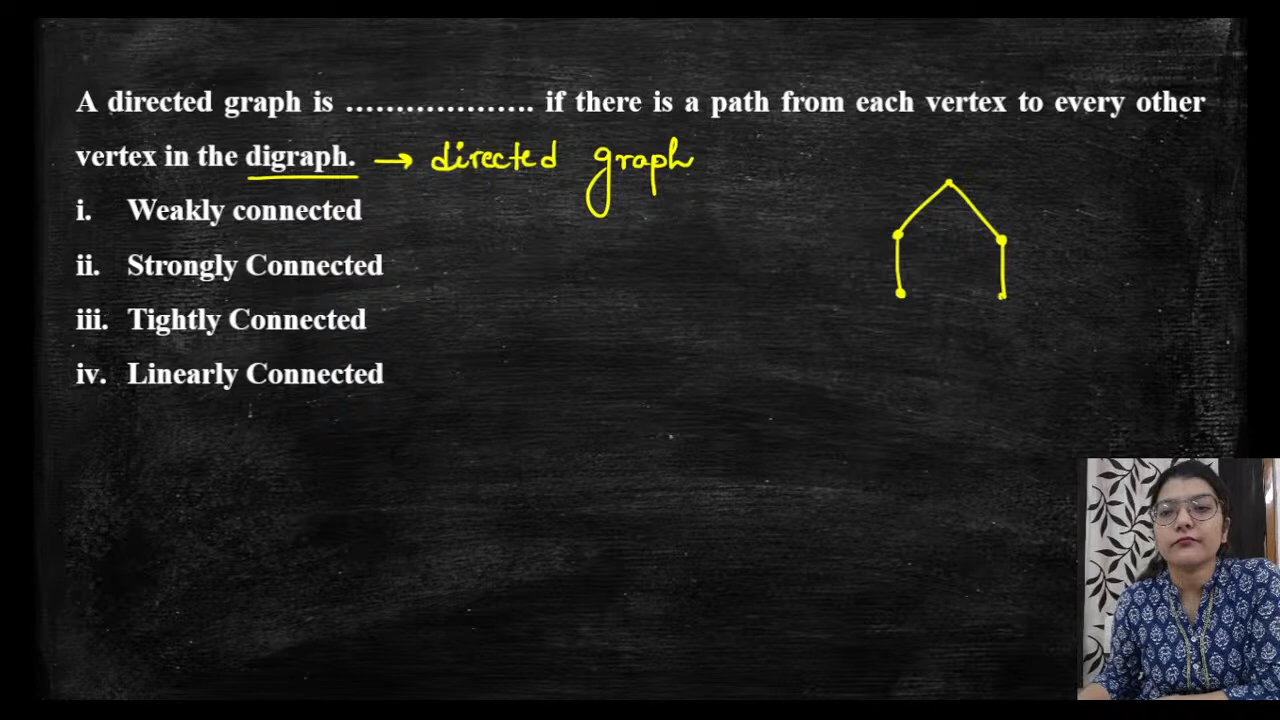 A directed graph is ………………. if there is a path from each vertex to every other
vertex in the digraph. → directed graph
i. Weakly connected
ii. Strongly Connected
iii. Tightly Connected
iv. Linearly Connected